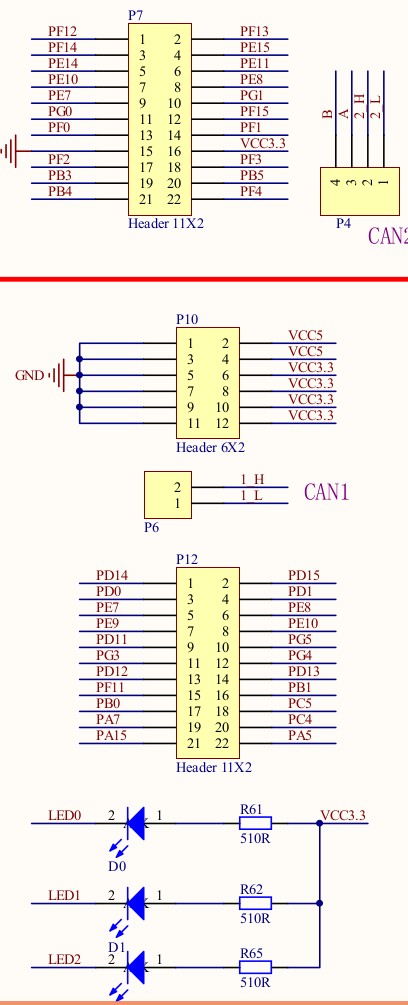 P7
PF12 1 2 PF13
PF14 3 4 PE15
PE14 5 6 PE11
PE10 7 8 PE8
PE7 9 10 PG1
PG0 11 12 PF15
PF0 13 14 PF1
15 16 VCC3.3
PF2 17 18 PF3
PB3 19 20 PB5
PB4 21 22 PF4
Header 11X2
B A 2_H 2_L
4 3 2 1
P4
CAN2
P10
1 2 VCC5
3 4 VCC5
GND 5 6 VCC3.3
7 8 VCC3.3
9 10 VCC3.3
11 12 VCC3.3
Header 6X2
2 1_H
1 1_L
CAN1
P6
P12
PD14 1 2 PD15
PD0 3 4 PD1
PE7 5 6 PE8
PE9 7 8 PE10
PD11 9 10 PG5
PG3 11 12 PG4
PD12 13 14 PD13
PF11 15 16 PB1
PB0 17 18 PC5
PA7 19 20 PC4
PA15 21 22 PA5
Header 11X2
LED0 2 1 R61 VCC3.3
510R
D0
LED1 2 1 R62
510R
D1
LED2 2 1 R65
510R